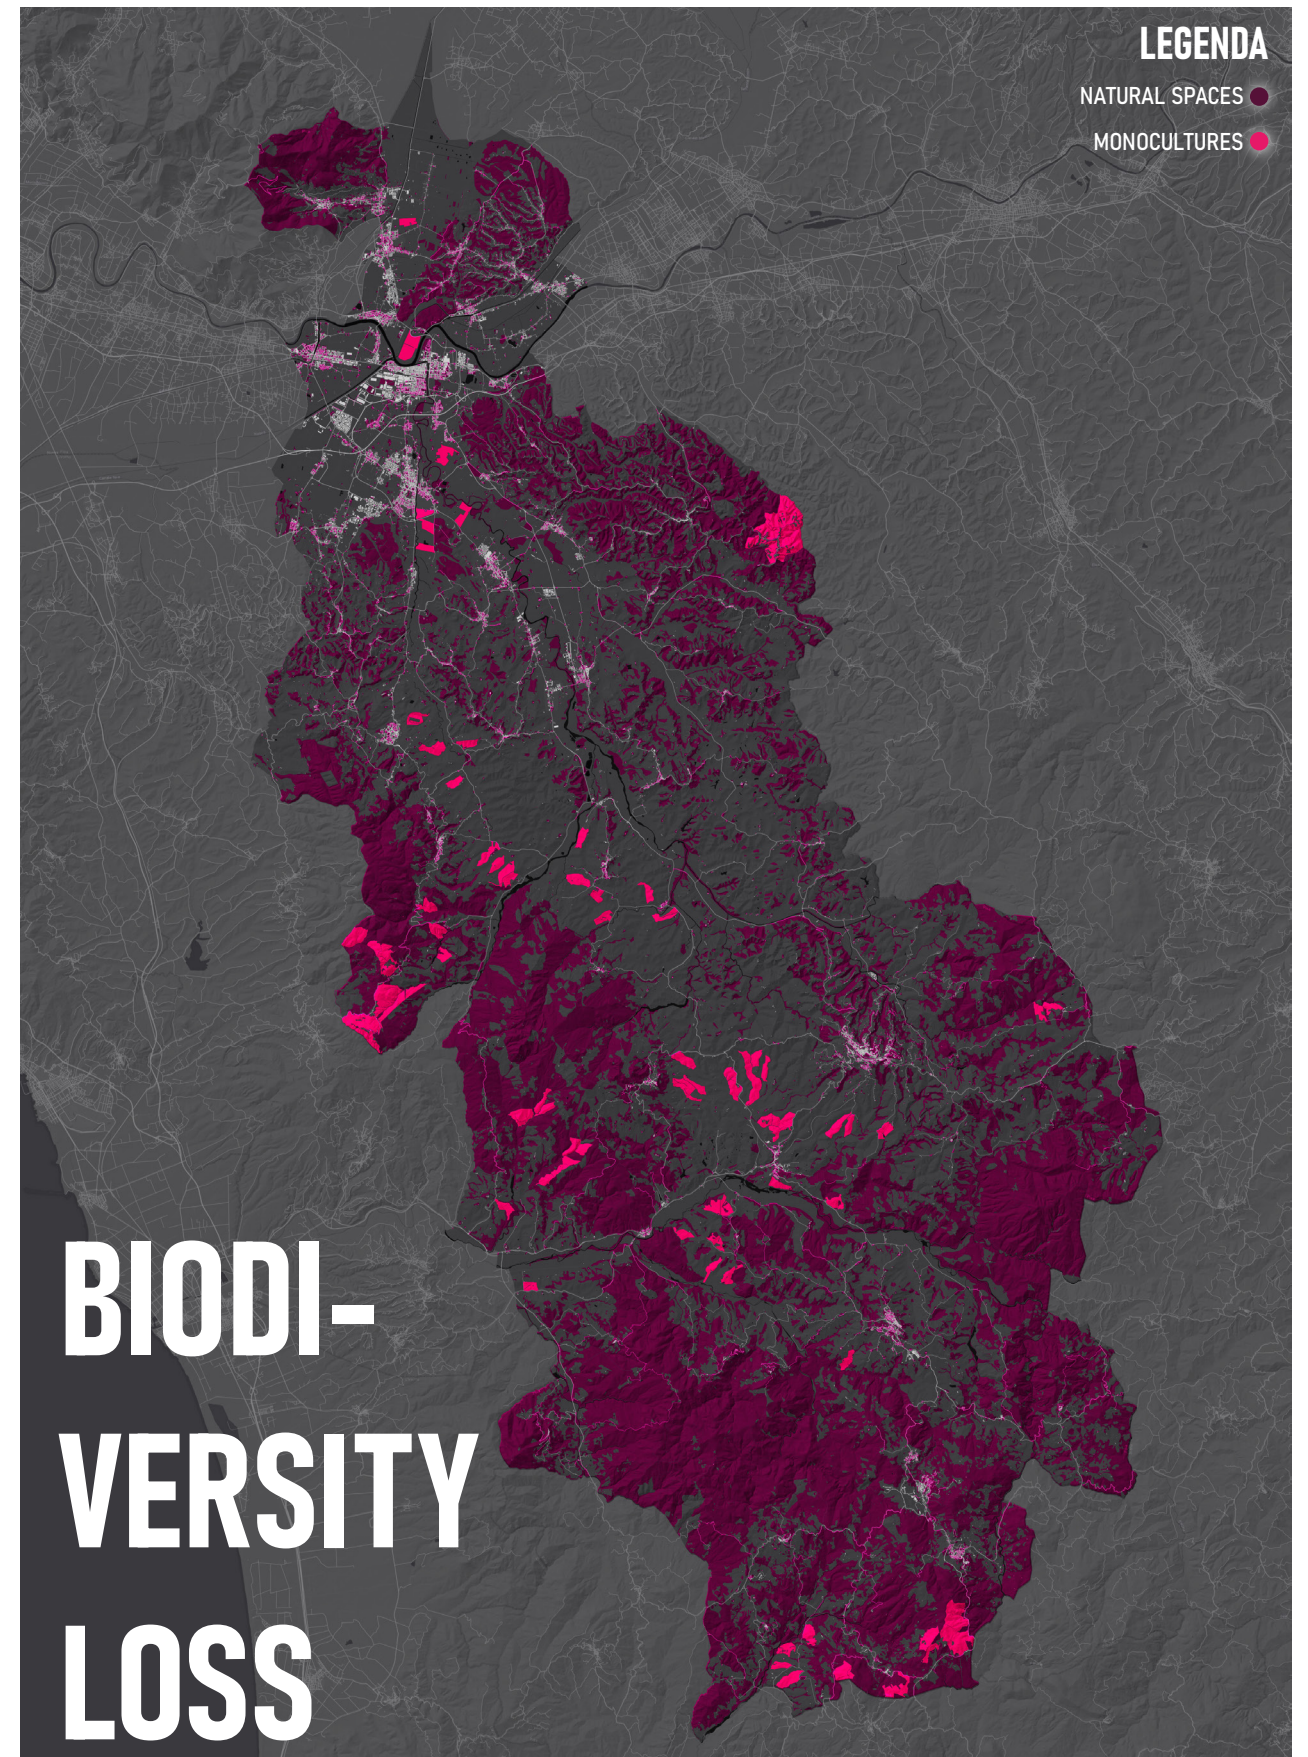 LEGENDA
NATURAL SPACES
MONOCULTURES
BIODI-
VERSITY
LOSS